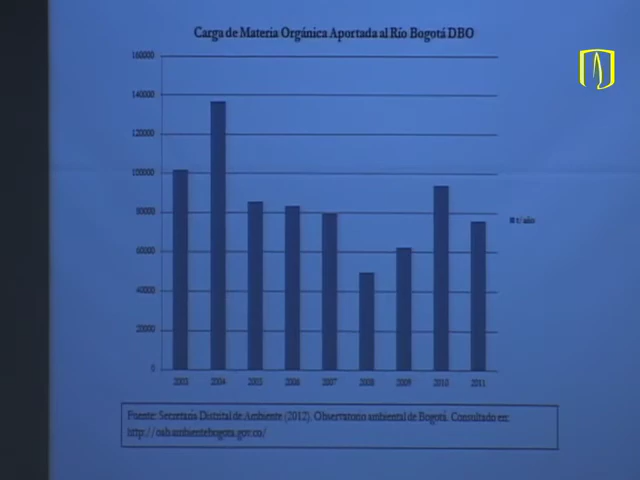 Carga de Materia Orgánica Aportada al Río Bogotá DBO
160000
140000
120000
100000
80000
60000
40000
20000
0
t/ año
2003 2004 2005 2006 2007 2008 2009 2010 2011
Fuente: Secretaría Distrital de Ambiente (2012). Observatorio ambiental de Bogotá. Consultado en:
http://oab.ambientebogota.gov.co/